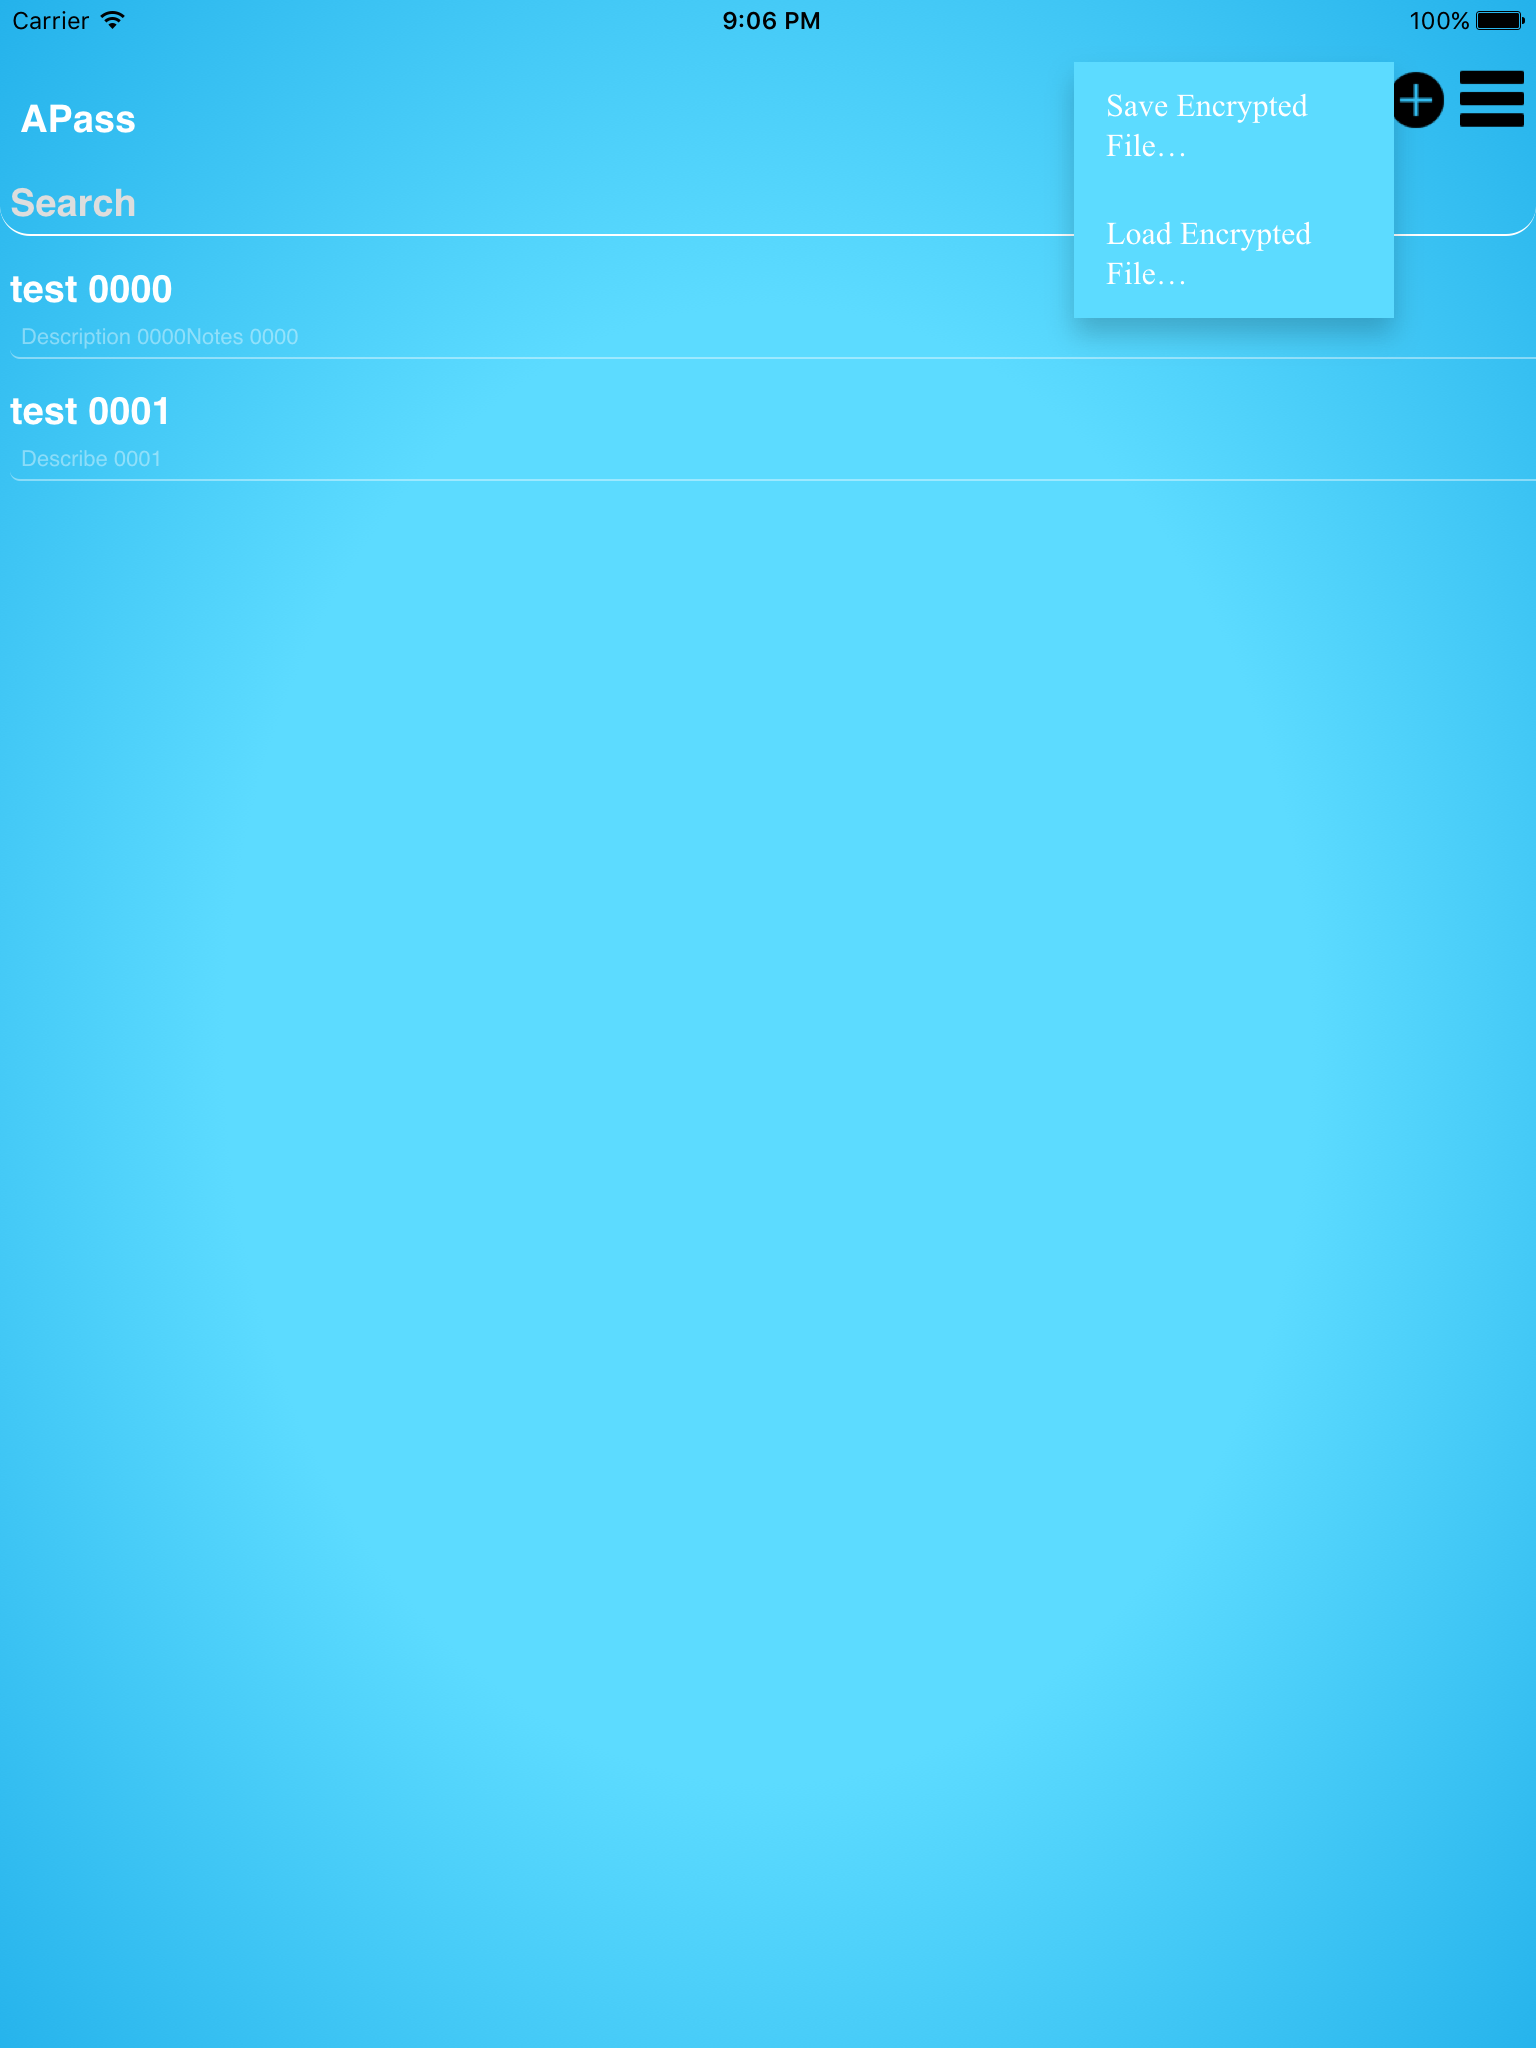 Carrier
9:06 PM
100%
APass
Save Encrypted
File...
Load Encrypted
File...
Search
test 0000
Description 0000Notes 0000
test 0001
Describe 0001